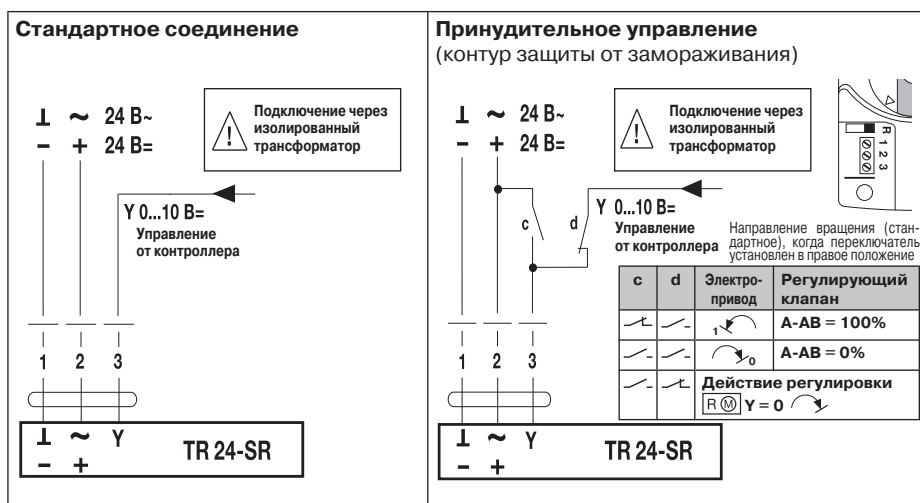 Стандартное соединение
⊥ ~ 24 В~
– + 24 В=
Подключение через
изолированный
трансформатор
Y 0...10 В=
Управление
от контроллера
1 2 3
⊥ ~ Y
– +
TR 24-SR
Принудительное управление
(контур защиты от замораживания)
⊥ ~ 24 В~
– + 24 В=
Подключение через
изолированный
трансформатор
R 1 2 3
c
d
Y 0...10 В=
Управление
от контроллера
Направление вращения (стан-
дартное), когда переключатель
установлен в правое положение
c d Электро- Регулирующий
привод клапан
1 A-AB = 100%
0 A-AB = 0%
Действие регулировки
R M Y = 0
1 2 3
⊥ ~ Y
– +
TR 24-SR